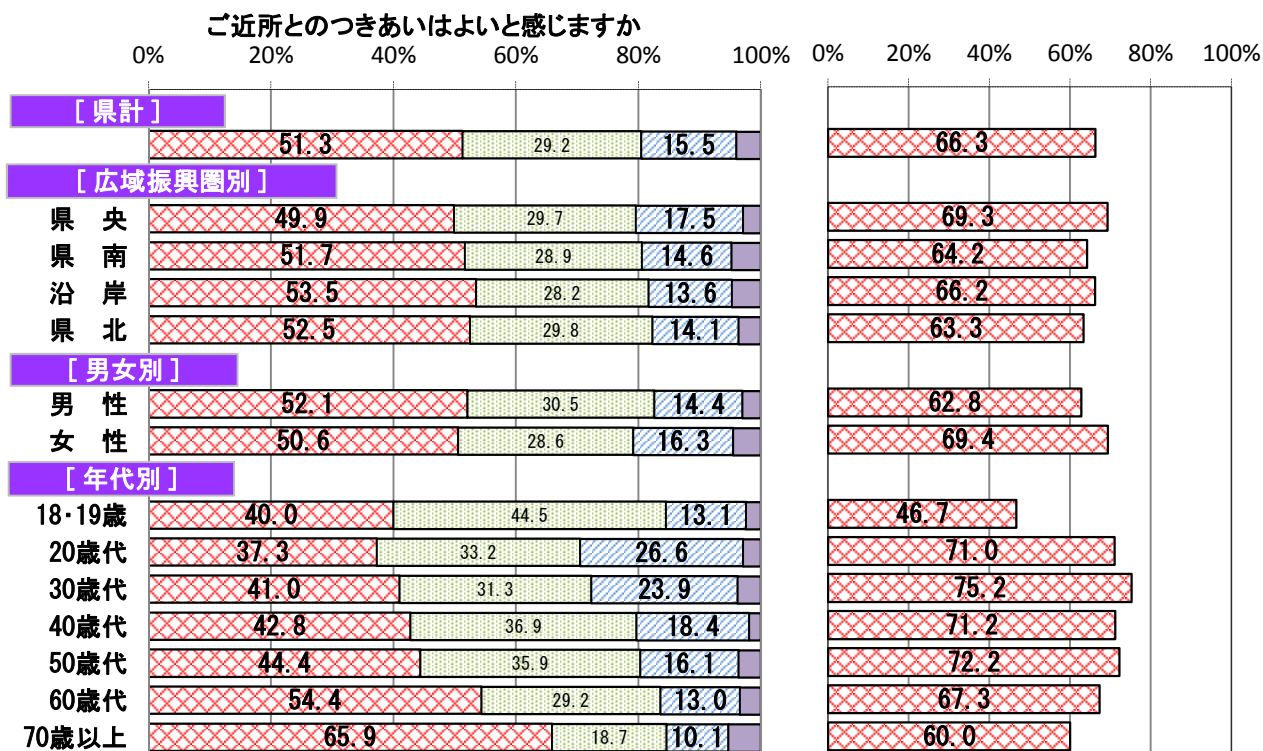 ご近所とのつきあいはよいと感じますか
0% 20% 40% 60% 80% 100% 0% 20% 40% 60% 80% 100%
[ 県計 ]
51.3 29.2 15.5 66.3
[ 広域振興圏別 ]
県 央 49.9 29.7 17.5 69.3
県 南 51.7 28.9 14.6 64.2
沿 岸 53.5 28.2 13.6 66.2
県 北 52.5 29.8 14.1 63.3
[ 男女別 ]
男 性 52.1 30.5 14.4 62.8
女 性 50.6 28.6 16.3 69.4
[ 年代別 ]
18・19歳 40.0 44.5 13.1 46.7
20歳代 37.3 33.2 26.6 71.0
30歳代 41.0 31.3 23.9 75.2
40歳代 42.8 36.9 18.4 71.2
50歳代 44.4 35.9 16.1 72.2
60歳代 54.4 29.2 13.0 67.3
70歳以上 65.9 18.7 10.1 60.0